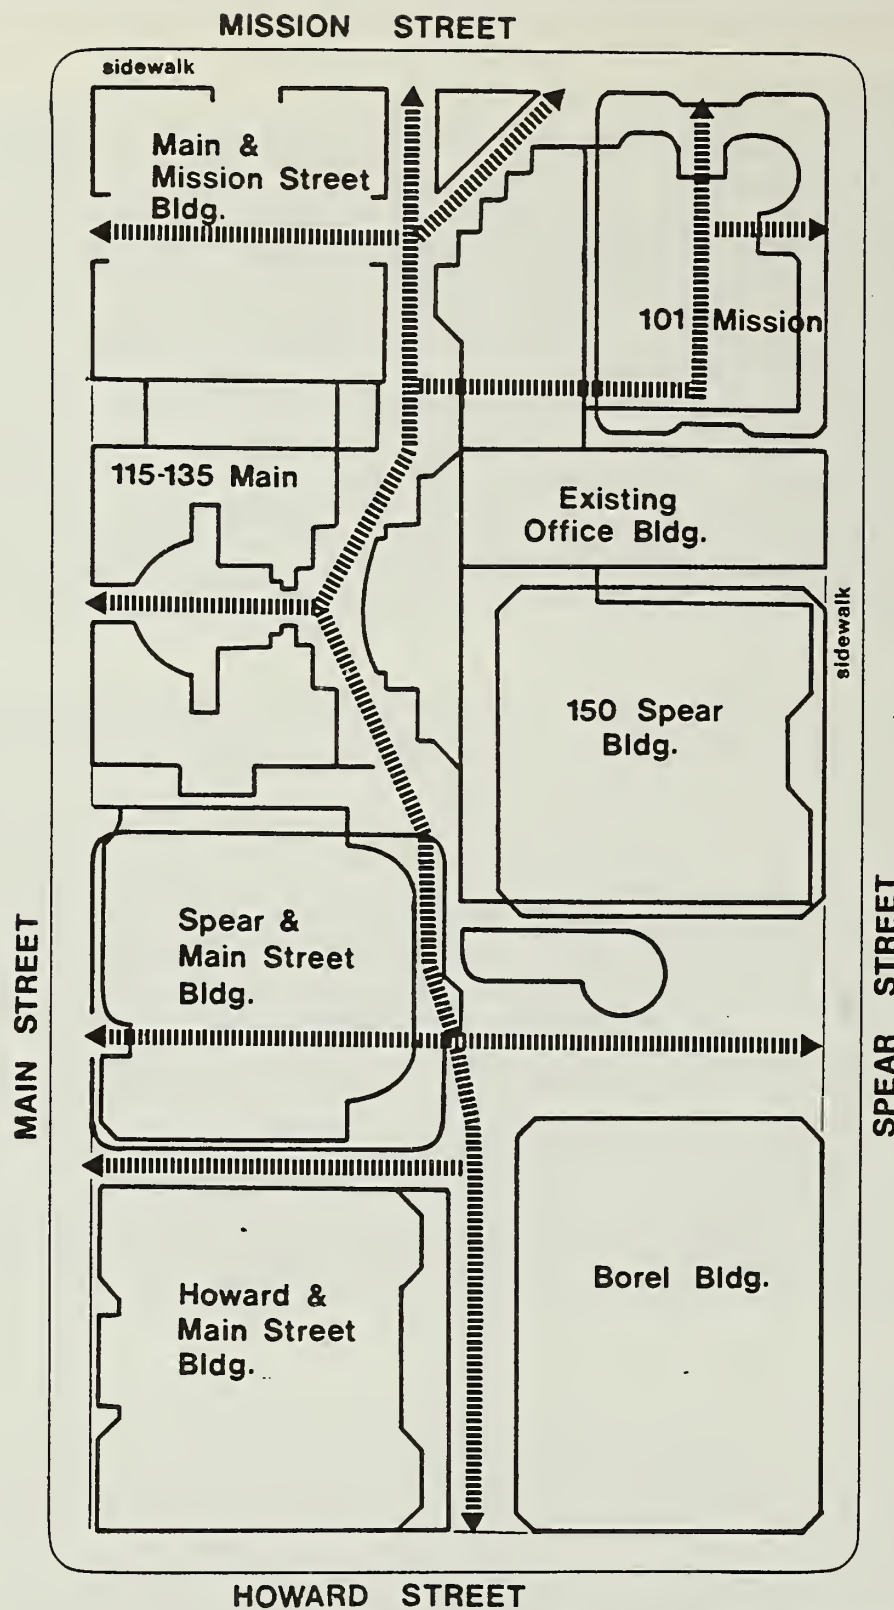 MISSION STREET
sidewalk
Main &
Mission Street
Bldg.
101 Mission
115-135 Main
Existing
Office Bldg.
sidewalk
150 Spear
Bldg.
Spear &
Main Street
Bldg.
MAIN STREET
SPEAR STREET
Howard &
Main Street
Bldg.
Borel Bldg.
HOWARD STREET